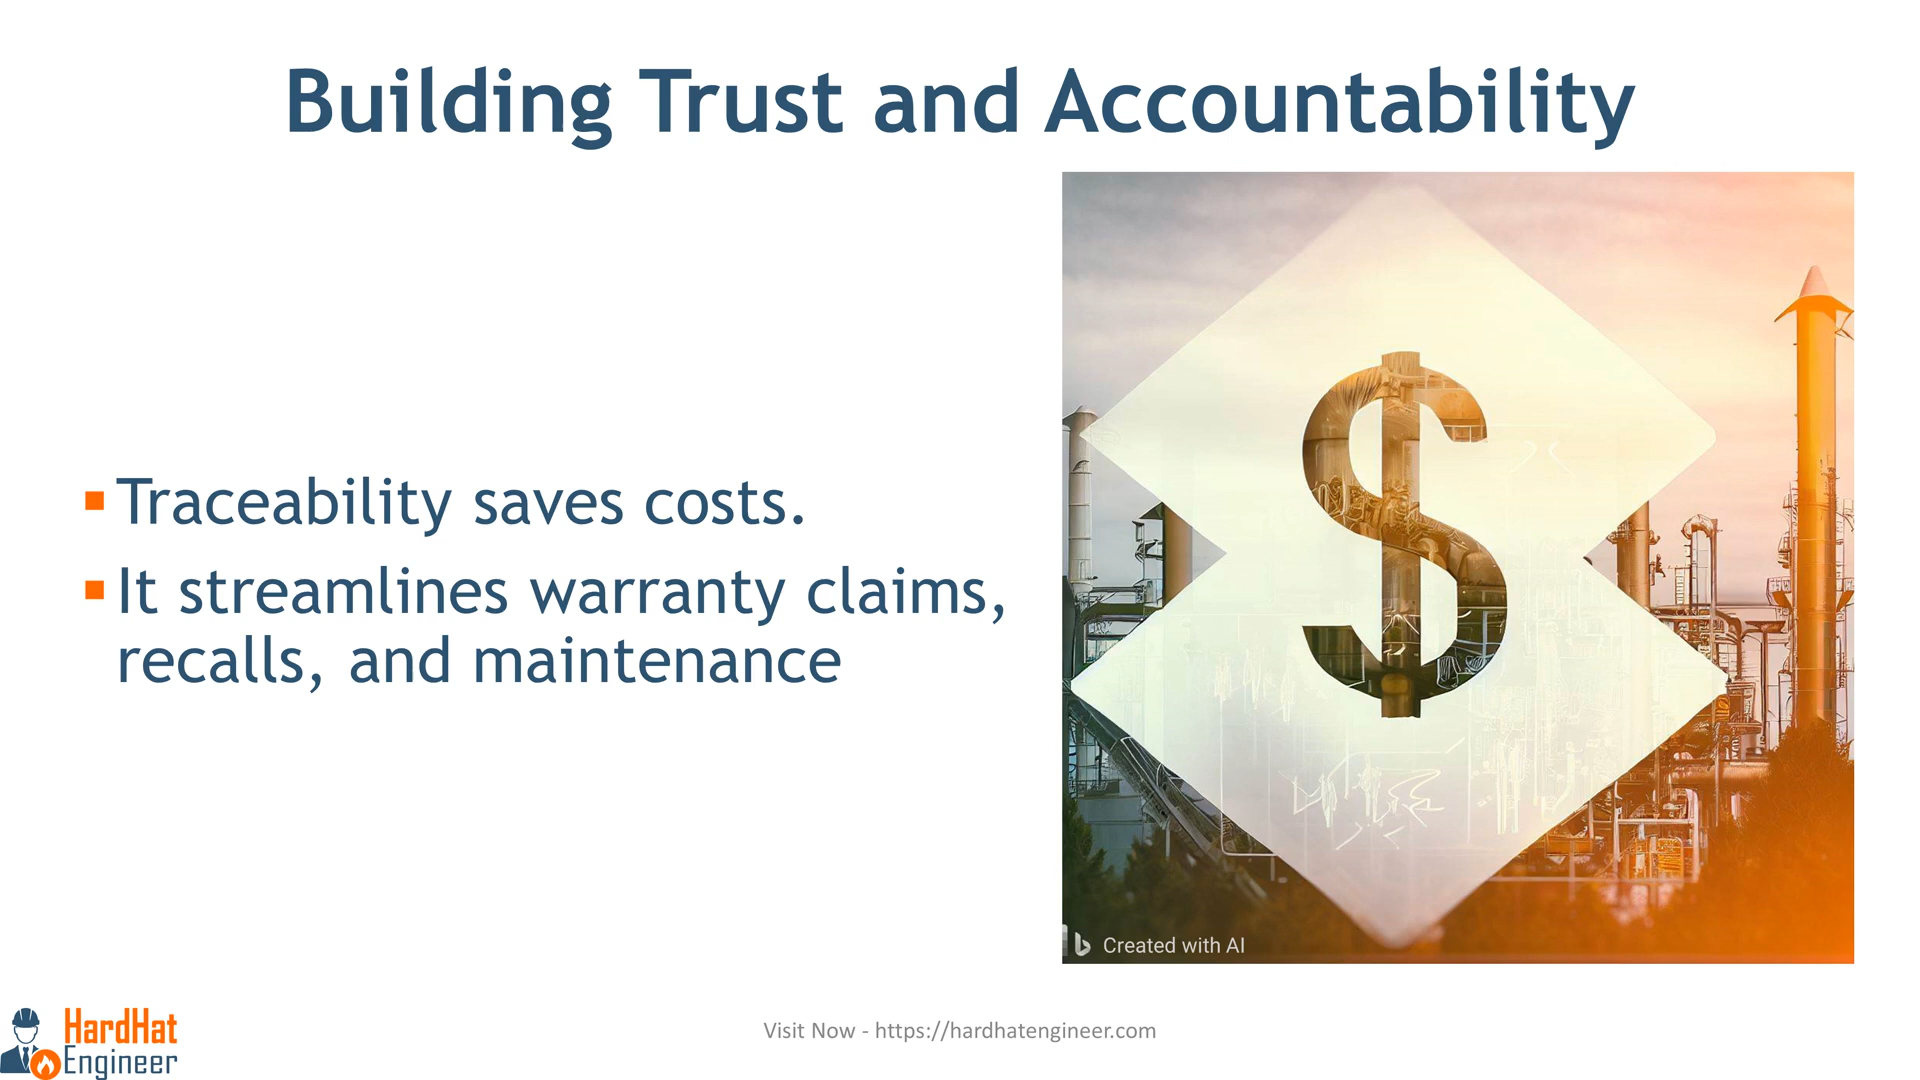 Building Trust and Accountability
▪Traceability saves costs.
▪It streamlines warranty claims,
recalls, and maintenance
$
Created with AI
HardHat
Engineer
Visit Now - https://hardhatengineer.com